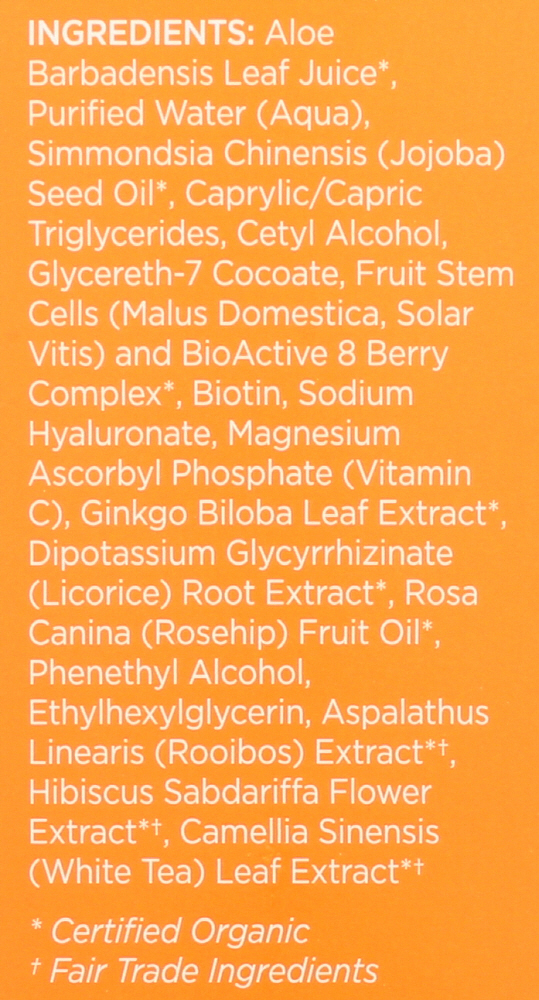 INGREDIENTS: Aloe
Barbadensis Leaf Juice*,
Purified Water (Aqua),
Simmondsia Chinensis (Jojoba)
Seed Oil*, Caprylic/Capric
Triglycerides, Cetyl Alcohol,
Glycereth-7 Cocoate, Fruit Stem
Cells (Malus Domestica, Solar
Vitis) and BioActive 8 Berry
Complex*, Biotin, Sodium
Hyaluronate, Magnesium
Ascorbyl Phosphate (Vitamin
C), Ginkgo Biloba Leaf Extract*,
Dipotassium Glycyrrhizinate
(Licorice) Root Extract*, Rosa
Canina (Rosehip) Fruit Oil*,
Phenethyl Alcohol,
Ethylhexylglycerin, Aspalathus
Linearis (Rooibos) Extract*†,
Hibiscus Sabdariffa Flower
Extract*†, Camellia Sinensis
(White Tea) Leaf Extract*†
* Certified Organic
† Fair Trade Ingredients